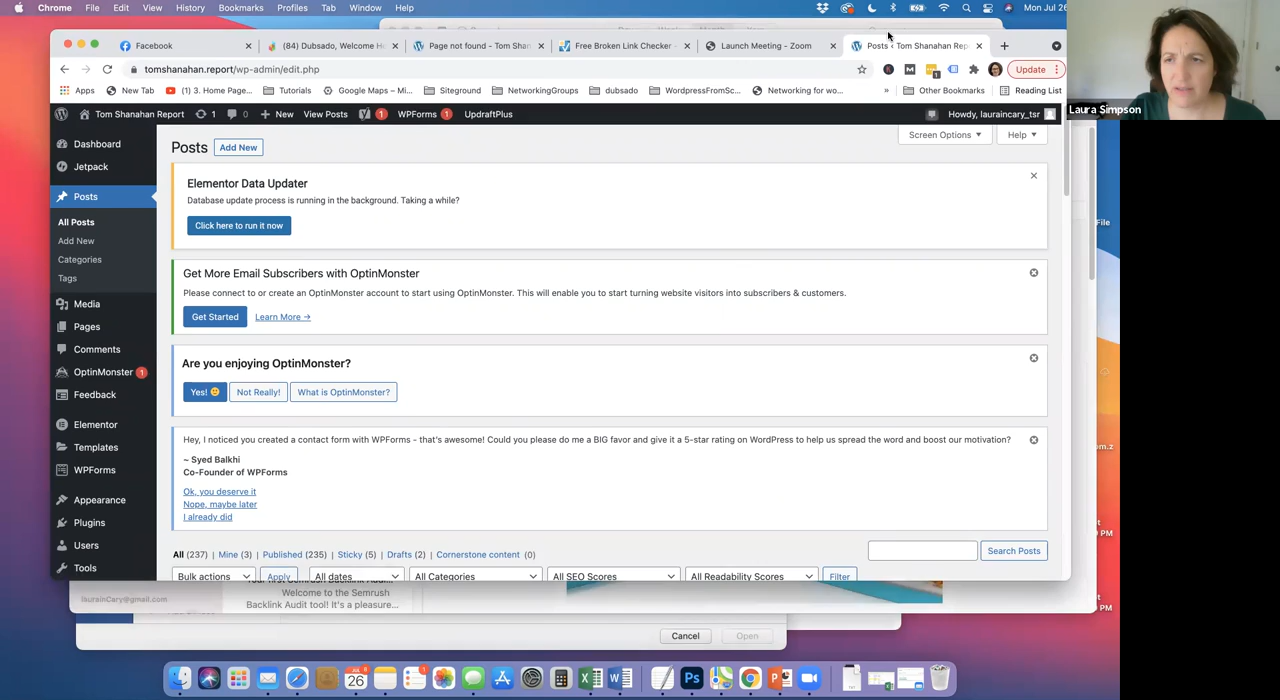 Chrome File Edit View History Bookmarks Profiles Tab Window Help Mon Jul 26
Facebook (84) Dubsado, Welcome H Page not found - Tom Shan Free Broken Link Checker - Launch Meeting - Zoom Posts ‹ Tom Shanahan Rep
tomshanahan.report/wp-admin/edit.php Update
Apps New Tab (1) 3. Home Page... Tutorials Google Maps – Mi... Siteground NetworkingGroups dubsado WordpressFromSc... Networking for wo... » Other Bookmarks Reading List
Laura Simpson
Tom Shanahan Report 1 0 + New View Posts 1 WPForms 1 UpdraftPlus Howdy, lauraincary_tsr
Screen Options Help
Dashboard
Jetpack
Posts
All Posts
Add New
Categories
Tags
Media
Pages
Comments
OptinMonster 1
Feedback
Elementor
Templates
WPForms
Appearance
Plugins
Users
Tools
Posts Add New
Elementor Data Updater
Database update process is running in the background. Taking a while?
Click here to run it now
Get More Email Subscribers with OptinMonster
Please connect to or create an OptinMonster account to start using OptinMonster. This will enable you to start turning website visitors into subscribers & customers.
Get Started Learn More →
Are you enjoying OptinMonster?
Yes! Not Really! What is OptinMonster?
Hey, I noticed you created a contact form with WPForms - that's awesome! Could you please do me a BIG favor and give it a 5-star rating on WordPress to help us spread the word and boost our motivation?
~ Syed Balkhi
Co-Founder of WPForms
Ok, you deserve it
Nope, maybe later
I already did
All (237) | Mine (3) | Published (235) | Sticky (5) | Drafts (2) | Cornerstone content (0)
Search Posts
Bulk actions Apply All dates All Categories All SEO Scores All Readability Scores Filter
File
Welcome to the Semrush
Backlink Audit tool! It's a pleasure...
Cancel Open
JUL
26
1